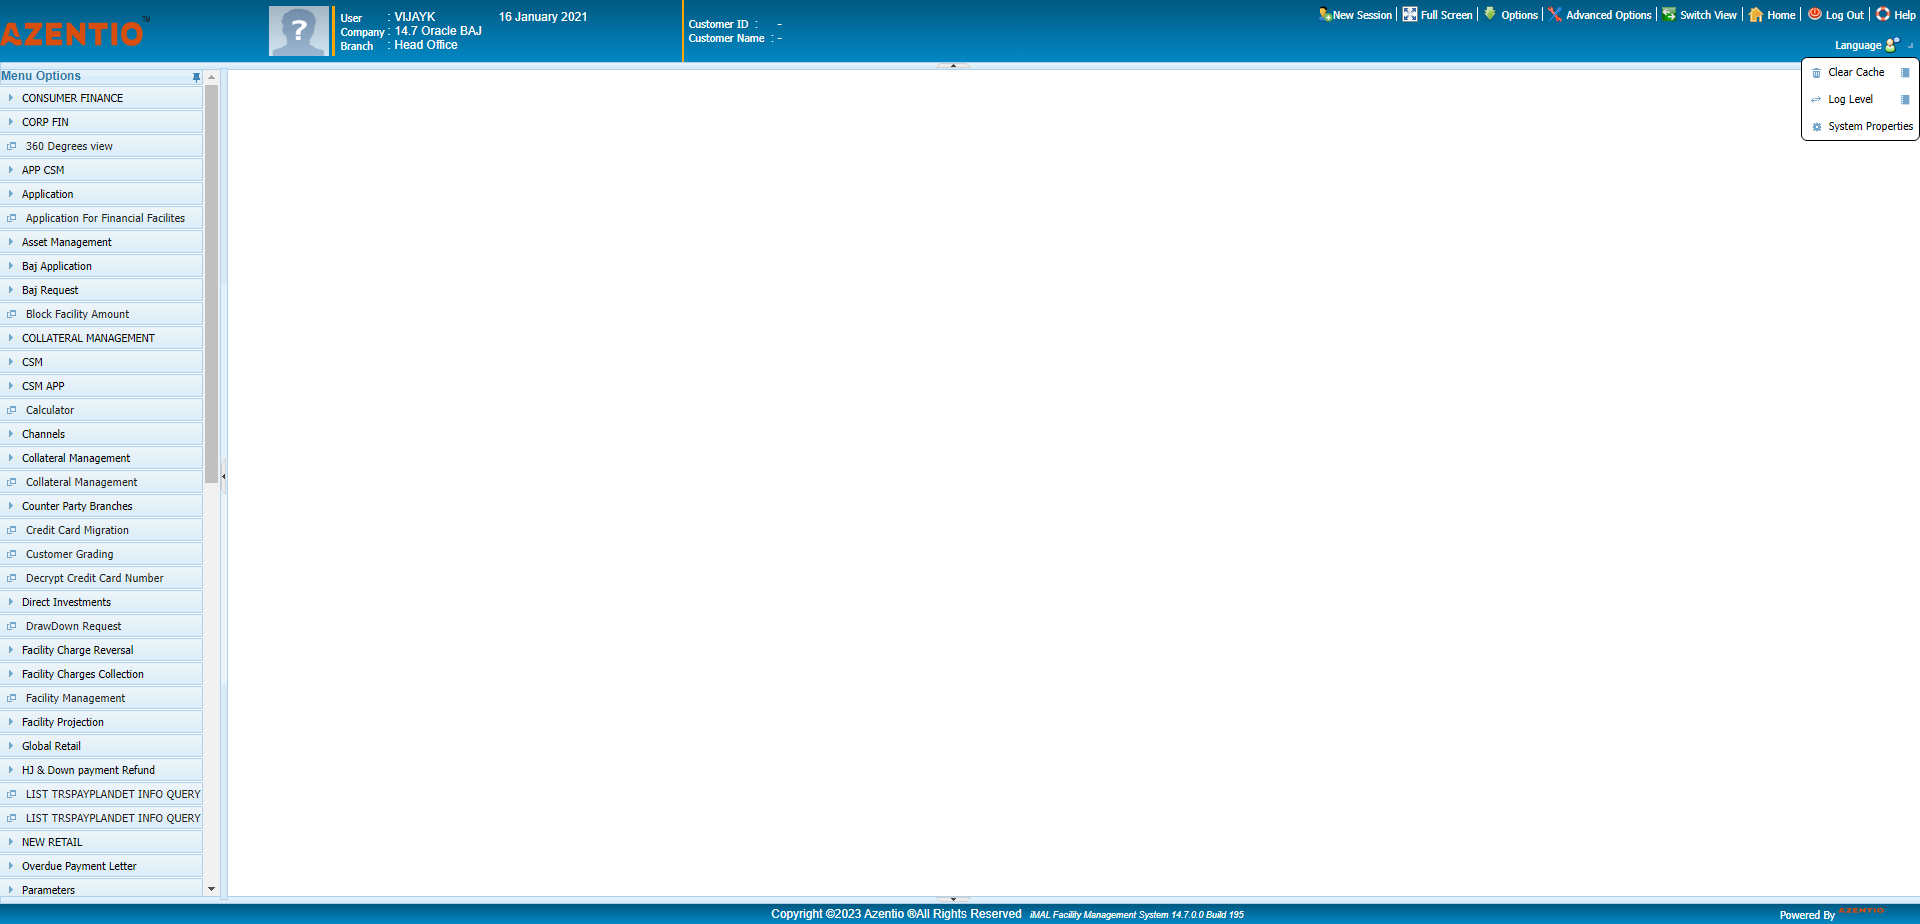 AZENTIO™
User : VIJAYK 16 January 2021
Company : 14.7 Oracle BAJ
Branch : Head Office
Customer ID : -
Customer Name : -
New Session Full Screen Options Advanced Options Switch View Home Log Out Help
Language
Clear Cache
Log Level
System Properties
Menu Options
CONSUMER FINANCE
CORP FIN
360 Degrees view
APP CSM
Application
Application For Financial Facilites
Asset Management
Baj Application
Baj Request
Block Facility Amount
COLLATERAL MANAGEMENT
CSM
CSM APP
Calculator
Channels
Collateral Management
Collateral Management
Counter Party Branches
Credit Card Migration
Customer Grading
Decrypt Credit Card Number
Direct Investments
DrawDown Request
Facility Charge Reversal
Facility Charges Collection
Facility Management
Facility Projection
Global Retail
HJ & Down payment Refund
LIST TRSPAYPLANDET INFO QUERY
LIST TRSPAYPLANDET INFO QUERY
NEW RETAIL
Overdue Payment Letter
Parameters
Copyright ©2023 Azentio ®All Rights Reserved iMAL Facility Management System 14.7.0.0 Build 195
Powered By AZENTIO